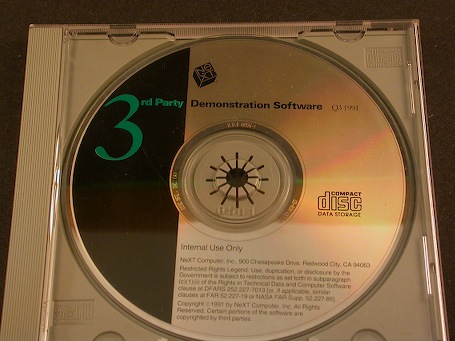 NeXT
3rd Party Demonstration Software Q3 1991
COMPACT
disc
DATA STORAGE
Internal Use Only
NeXT Computer, Inc., 900 Chesapeake Drive, Redwood City, CA 94063
Restricted Rights Legend: Use, duplication, or disclosure by the
Government is subject to restrictions as set forth in subparagraph
(c)(1)(ii) of the Rights in Technical Data and Computer Software
clause at DFARS 252.227-7013 [or, if applicable, similar
clauses at FAR 52.227-19 or NASA FAR Supp. 52.227-86].
Copyright ©1991 by NeXT Computer, Inc. All Rights
Reserved. Certain portions of the software are
copyrighted by third parties.